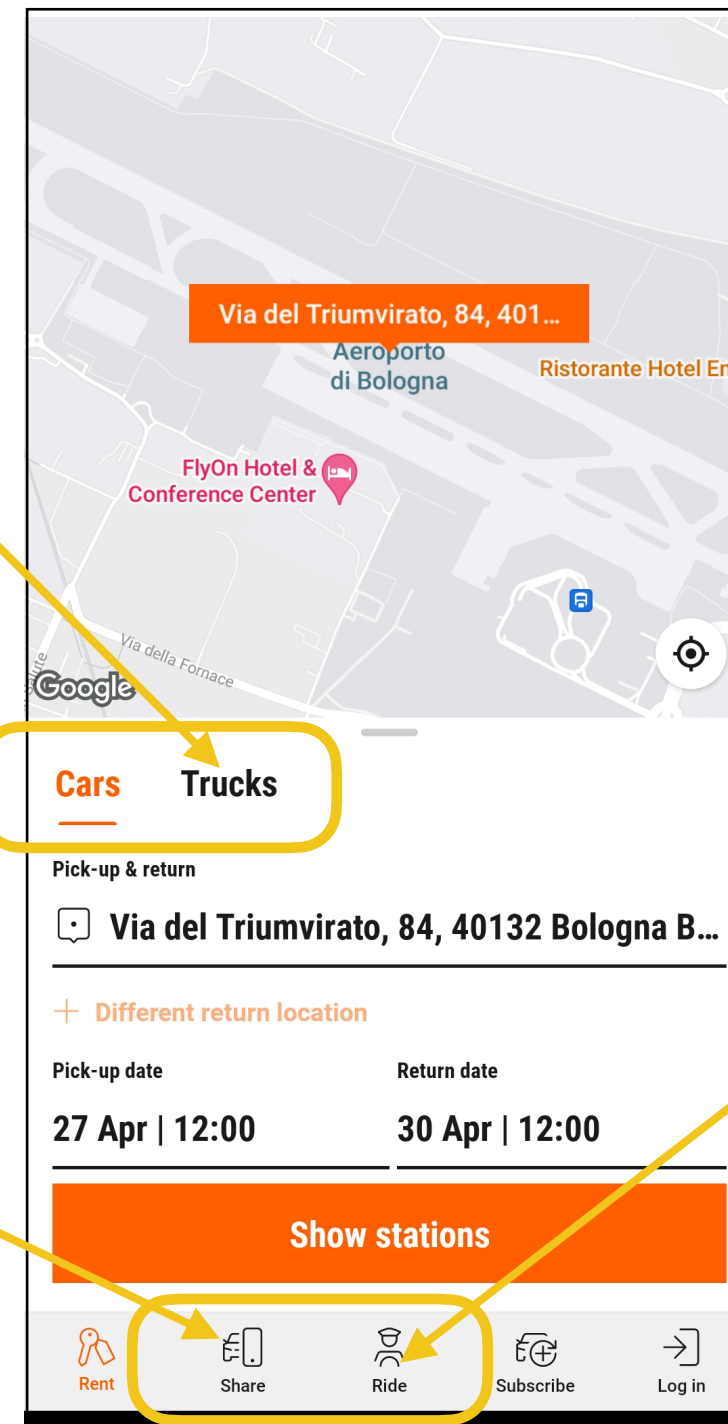 Via del Triumvirato, 84, 401...
Aeroporto
di Bologna
Ristorante Hotel
FlyOn Hotel &
Conference Center
Via della Fornace
Google
Cars Trucks
Pick-up & return
Via del Triumvirato, 84, 40132 Bologna B...
+ Different return location
Pick-up date Return date
27 Apr | 12:00 30 Apr | 12:00
Show stations
Rent Share Ride Subscribe Log in